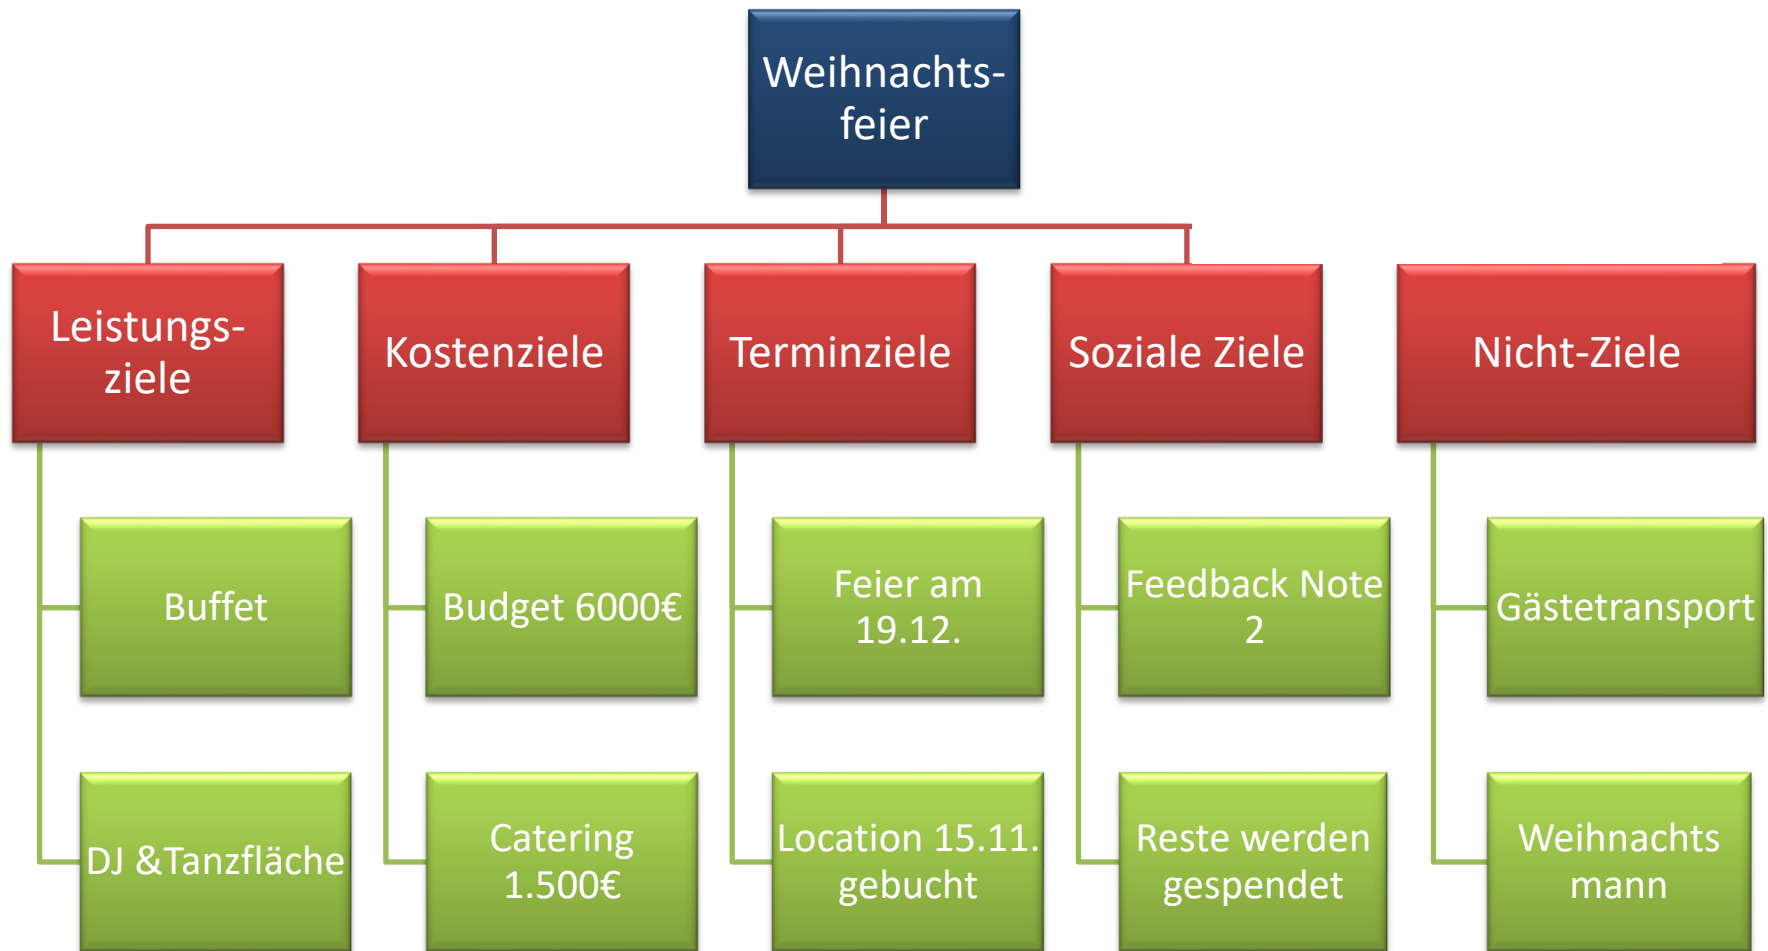 Weihnachts-
feier
Leistungs-
ziele
Kostenziele
Terminziele
Soziale Ziele
Nicht-Ziele
Buffet
Budget 6000€
Feier am
19.12.
Feedback Note
2
Gästetransport
DJ &Tanzfläche
Catering
1.500€
Location 15.11.
gebucht
Reste werden
gespendet
Weihnachts
mann